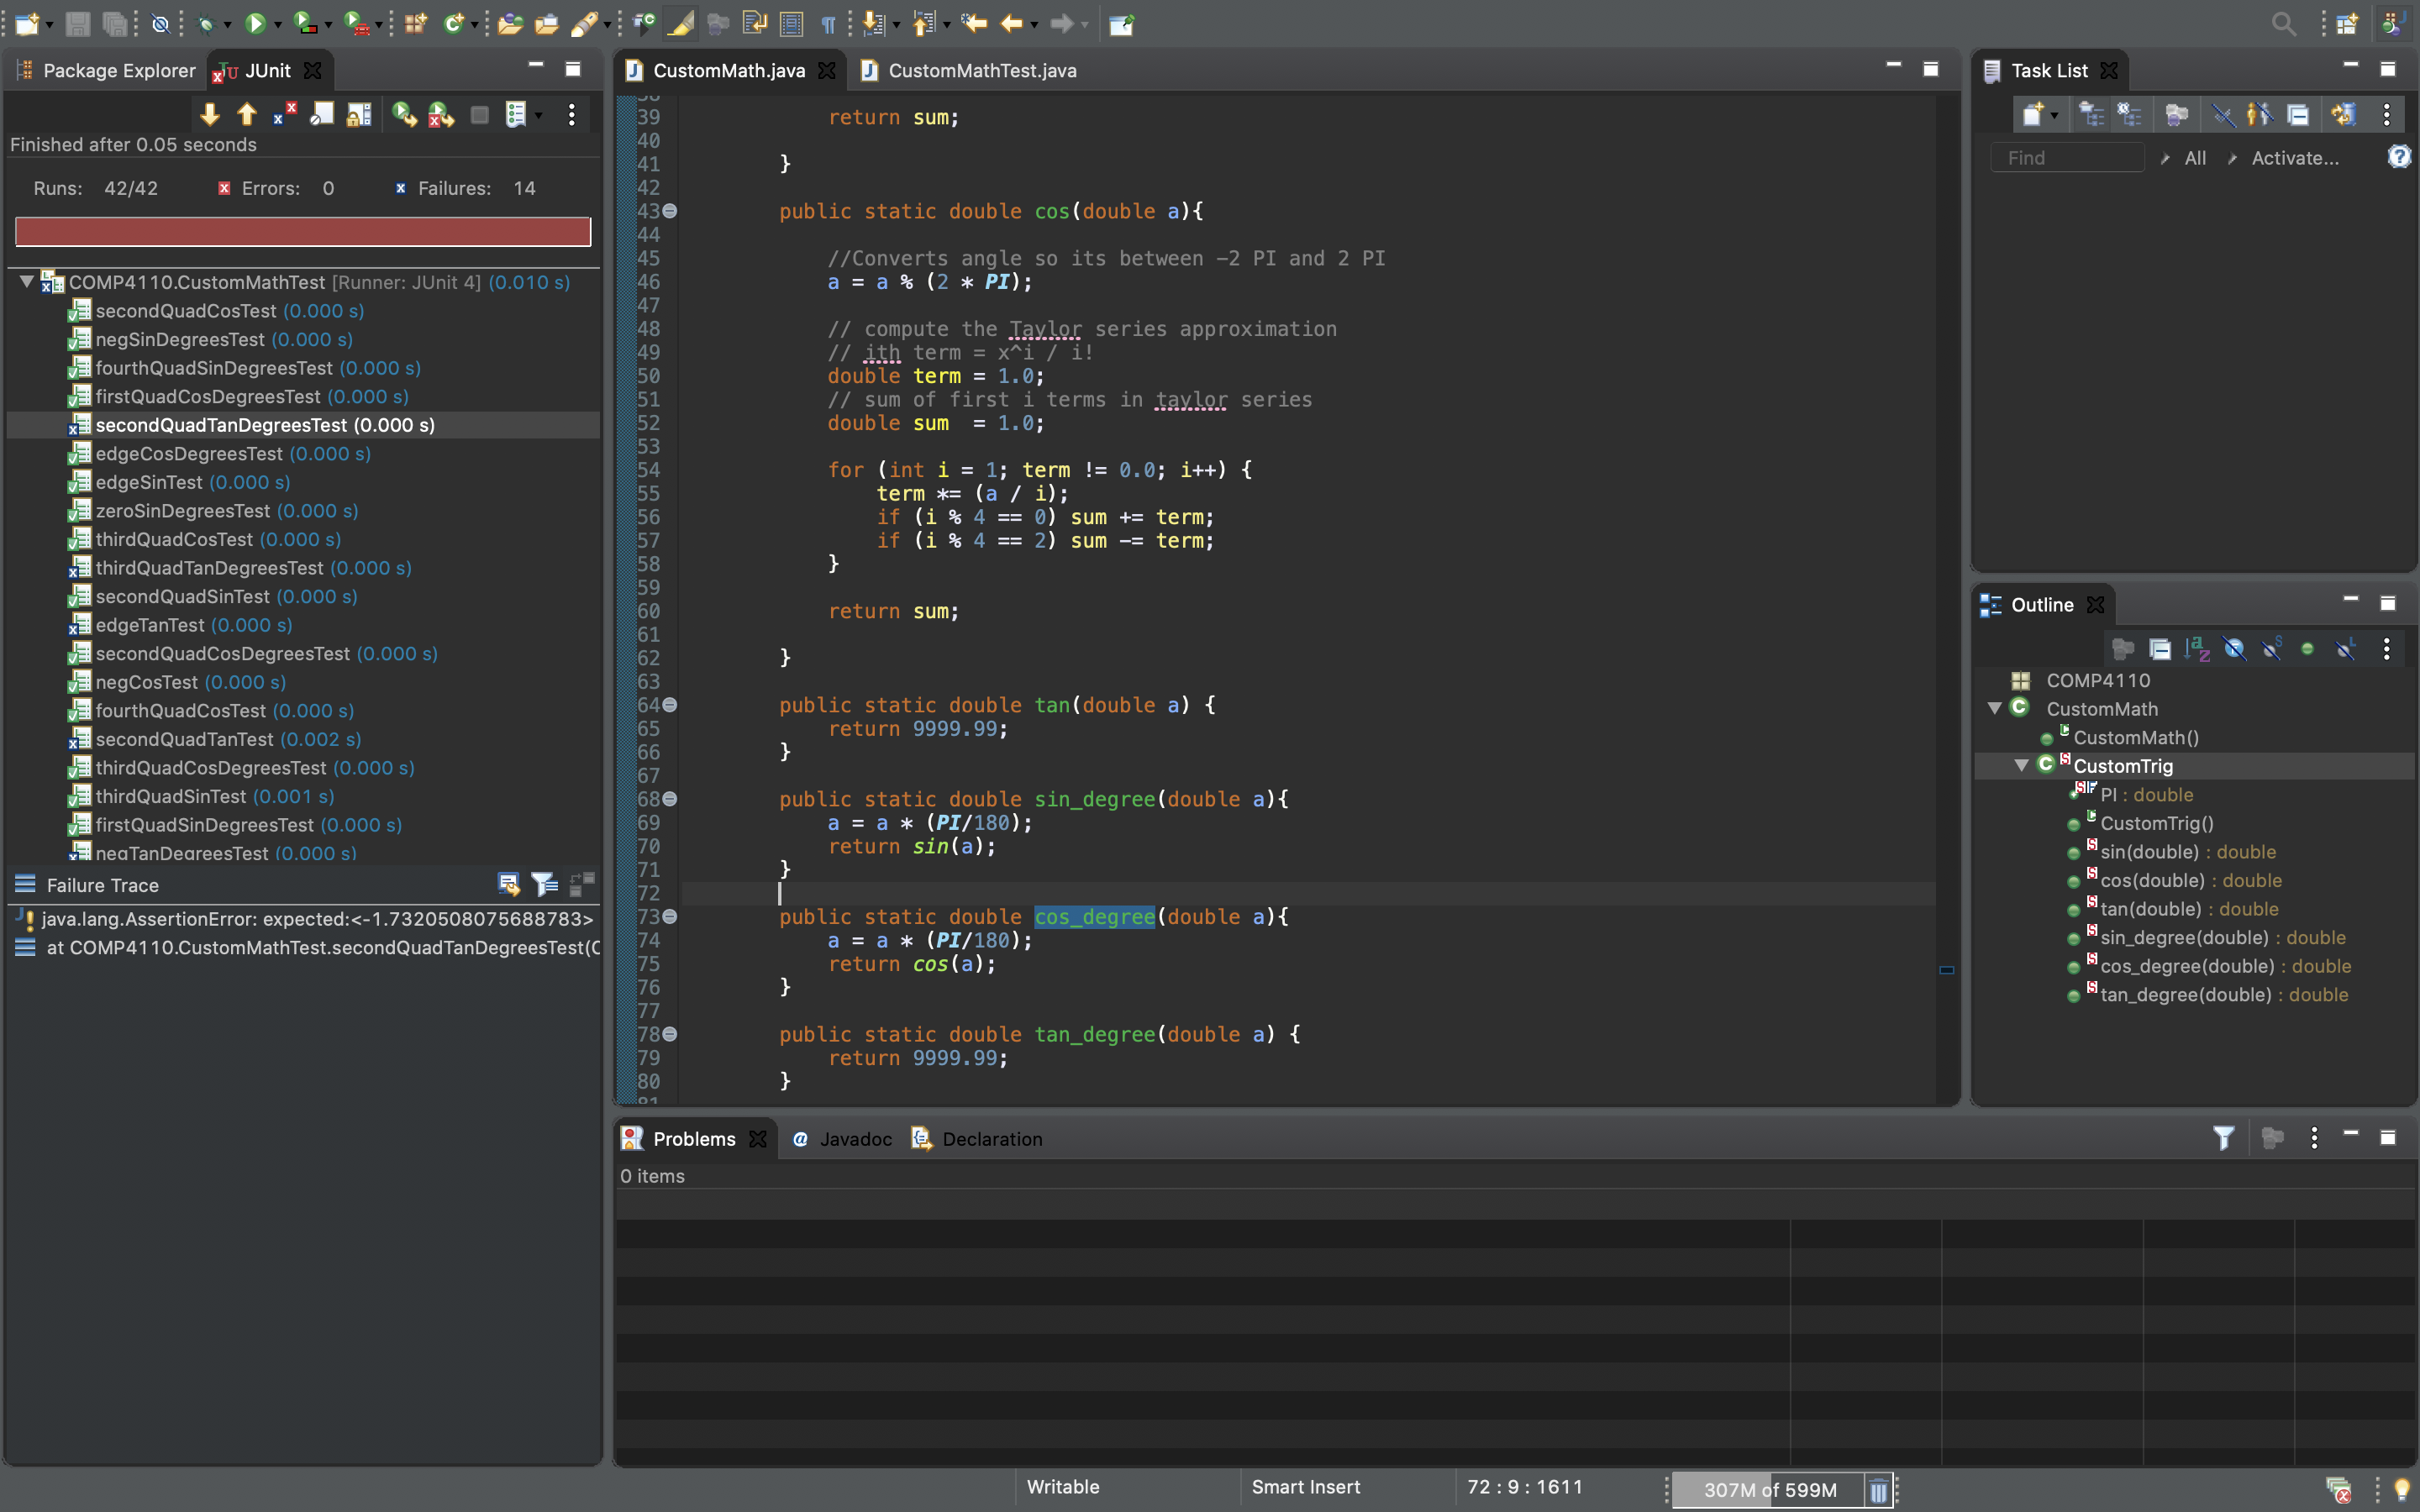 Package Explorer
JUnit
Finished after 0.05 seconds
Runs: 42/42 Errors: 0 Failures: 14
COMP4110.CustomMathTest [Runner: JUnit 4] (0.010 s)
secondQuadCosTest (0.000 s)
negSinDegreesTest (0.000 s)
fourthQuadSinDegreesTest (0.000 s)
firstQuadCosDegreesTest (0.000 s)
secondQuadTanDegreesTest (0.000 s)
edgeCosDegreesTest (0.000 s)
edgeSinTest (0.000 s)
zeroSinDegreesTest (0.000 s)
thirdQuadCosTest (0.000 s)
thirdQuadTanDegreesTest (0.000 s)
secondQuadSinTest (0.000 s)
edgeTanTest (0.000 s)
secondQuadCosDegreesTest (0.000 s)
negCosTest (0.000 s)
fourthQuadCosTest (0.000 s)
secondQuadTanTest (0.002 s)
thirdQuadCosDegreesTest (0.000 s)
thirdQuadSinTest (0.001 s)
firstQuadSinDegreesTest (0.000 s)
negTanDegreesTest (0.000 s)
Failure Trace
java.lang.AssertionError: expected:<-1.7320508075688783>
at COMP4110.CustomMathTest.secondQuadTanDegreesTest(C
CustomMath.java
CustomMathTest.java
38
39 return sum;
40
41 }
42
43 public static double cos(double a){
44
45 //Converts angle so its between -2 PI and 2 PI
46 a = a % (2 * PI);
47
48 // compute the Taylor series approximation
49 // ith term = x^i / i!
50 double term = 1.0;
51 // sum of first i terms in taylor series
52 double sum  = 1.0;
53
54 for (int i = 1; term != 0.0; i++) {
55 term *= (a / i);
56 if (i % 4 == 0) sum += term;
57 if (i % 4 == 2) sum -= term;
58 }
59
60 return sum;
61
62 }
63
64 public static double tan(double a) {
65 return 9999.99;
66 }
67
68 public static double sin_degree(double a){
69 a = a * (PI/180);
70 return sin(a);
71 }
72
73 public static double cos_degree(double a){
74 a = a * (PI/180);
75 return cos(a);
76 }
77
78 public static double tan_degree(double a) {
79 return 9999.99;
80 }
81
Task List
Find All Activate...
Outline
COMP4110
CustomMath
CustomMath()
CustomTrig
PI : double
CustomTrig()
sin(double) : double
cos(double) : double
tan(double) : double
sin_degree(double) : double
cos_degree(double) : double
tan_degree(double) : double
Problems
@ Javadoc
Declaration
0 items
Writable
Smart Insert
72 : 9 : 1611
307M of 599M